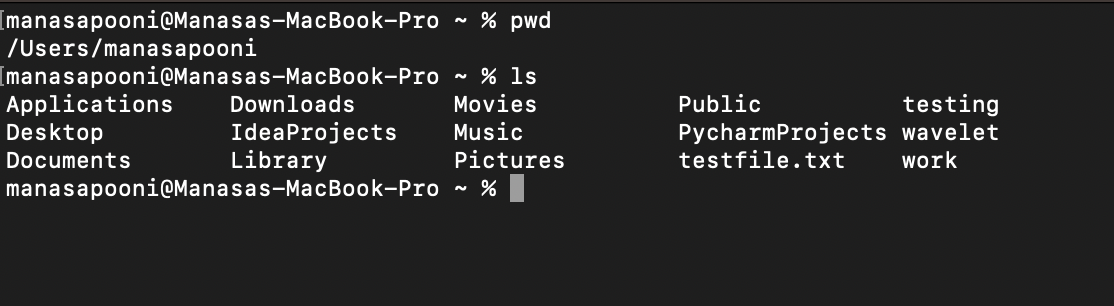 manasapooni@Manasas-MacBook-Pro ~ % pwd
/Users/manasapooni
manasapooni@Manasas-MacBook-Pro ~ % ls
Applications Downloads Movies Public testing
Desktop IdeaProjects Music PycharmProjects wavelet
Documents Library Pictures testfile.txt work
manasapooni@Manasas-MacBook-Pro ~ %